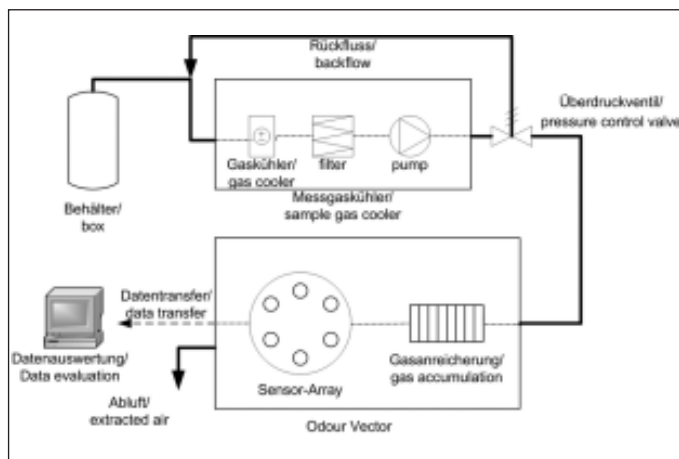 Rückfluss/
backflow
Überdruckventil/
pressure control valve
Gaskühler/
gas cooler
filter
pump
Messgaskühler/
sample gas cooler
Behälter/
box
Datentransfer/
data transfer
Datenauswertung/
Data evaluation
Abluft/
extracted air
Sensor-Array
Gasanreicherung/
gas accumulation
Odour Vector